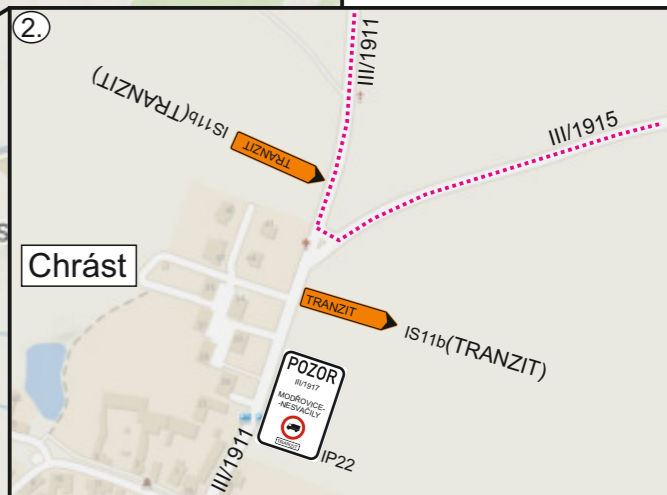 2.
III/1911
IS11b(TRANZIT)
TRANZIT
III/1915
Chrást
TRANZIT
IS11b(TRANZIT)
POZOR
III/1917
MODŘOVICE-
-NESVAČILY
TRANZIT
IP22
III/1911